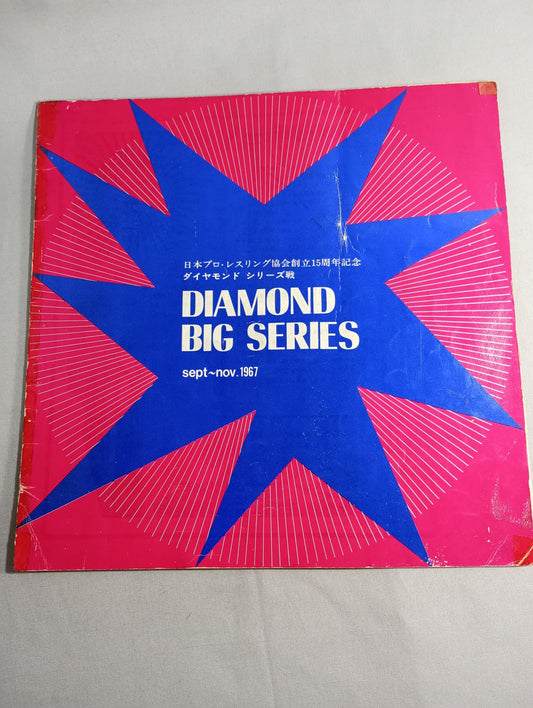 日本プロ・レスリング協会創立15周年記念
ダイヤモンド シリーズ戦
DIAMOND
BIG SERIES
sept~nov.1967